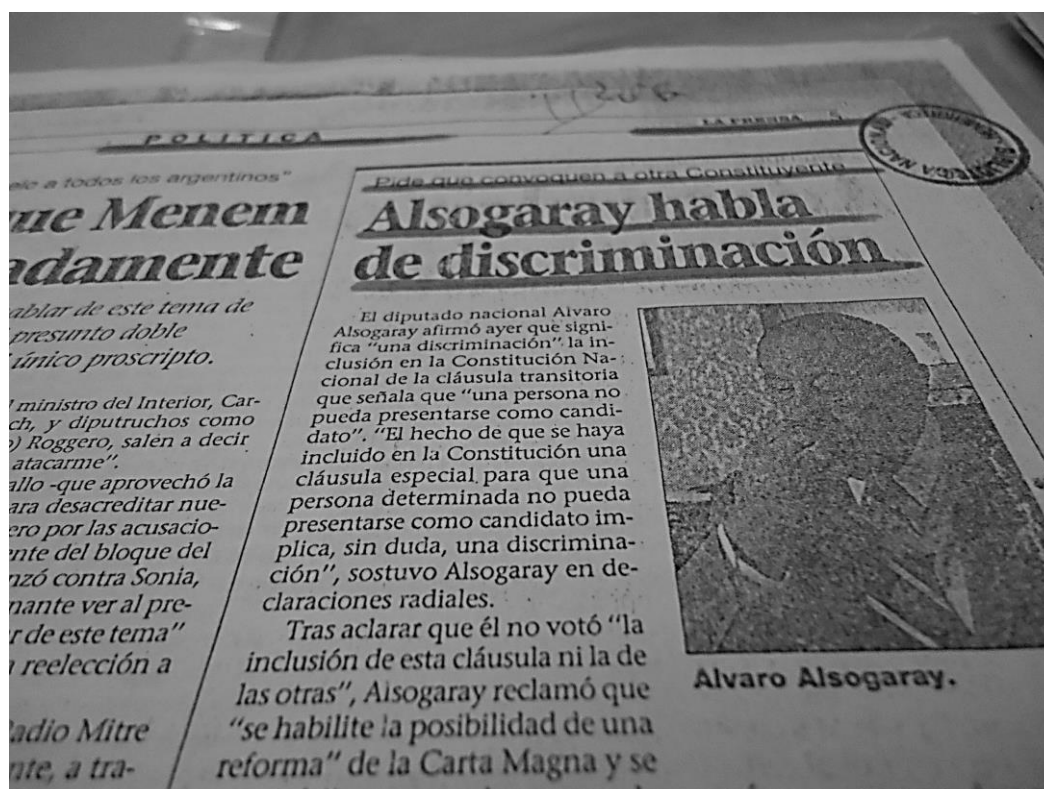 POLITICA
LA PRENSA 5
BIBLIOTECA NACIONAL
a todos los argentinos"
ue Menem
adamente
ablar de este tema de
presunto doble
único proscripto.
l ministro del Interior, Car-
ch, y diputruchos como
o) Roggero, salen a decir
atacarme".
allo -que aprovechó la
ara desacreditar nue-
ero por las acusacio-
nte del bloque del
nzó contra Sonia,
nante ver al pre-
r de este tema"
reelección a
Radio Mitre
nte, a tra-
Pide que convoquen a otra Constituyente
Alsogaray habla
de discriminación
El diputado nacional Alvaro
Alsogaray afirmó ayer que signi-
fica "una discriminación" la in-
clusión en la Constitución Na-
cional de la cláusula transitoria
que señala que "una persona no
pueda presentarse como candi-
dato". "El hecho de que se haya
incluido en la Constitución una
cláusula especial para que una
persona determinada no pueda
presentarse como candidato im-
plica, sin duda, una discrimina-
ción", sostuvo Alsogaray en de-
claraciones radiales.
Tras aclarar que él no votó "la
inclusión de esta cláusula ni la de
las otras", Alsogaray reclamó que
"se habilite la posibilidad de una
reforma" de la Carta Magna y se
Alvaro Alsogaray.